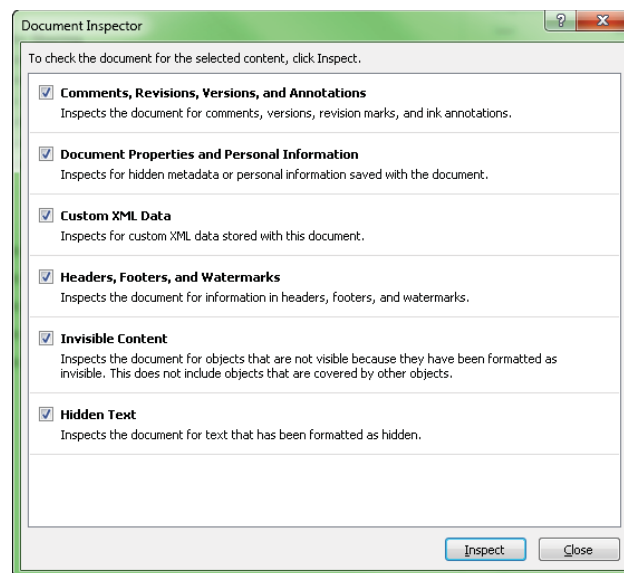 Document Inspector
To check the document for the selected content, click Inspect.
Comments, Revisions, Versions, and Annotations
Inspects the document for comments, versions, revision marks, and ink annotations.
Document Properties and Personal Information
Inspects for hidden metadata or personal information saved with the document.
Custom XML Data
Inspects for custom XML data stored with this document.
Headers, Footers, and Watermarks
Inspects the document for information in headers, footers, and watermarks.
Invisible Content
Inspects the document for objects that are not visible because they have been formatted as
invisible. This does not include objects that are covered by other objects.
Hidden Text
Inspects the document for text that has been formatted as hidden.
Inspect Close